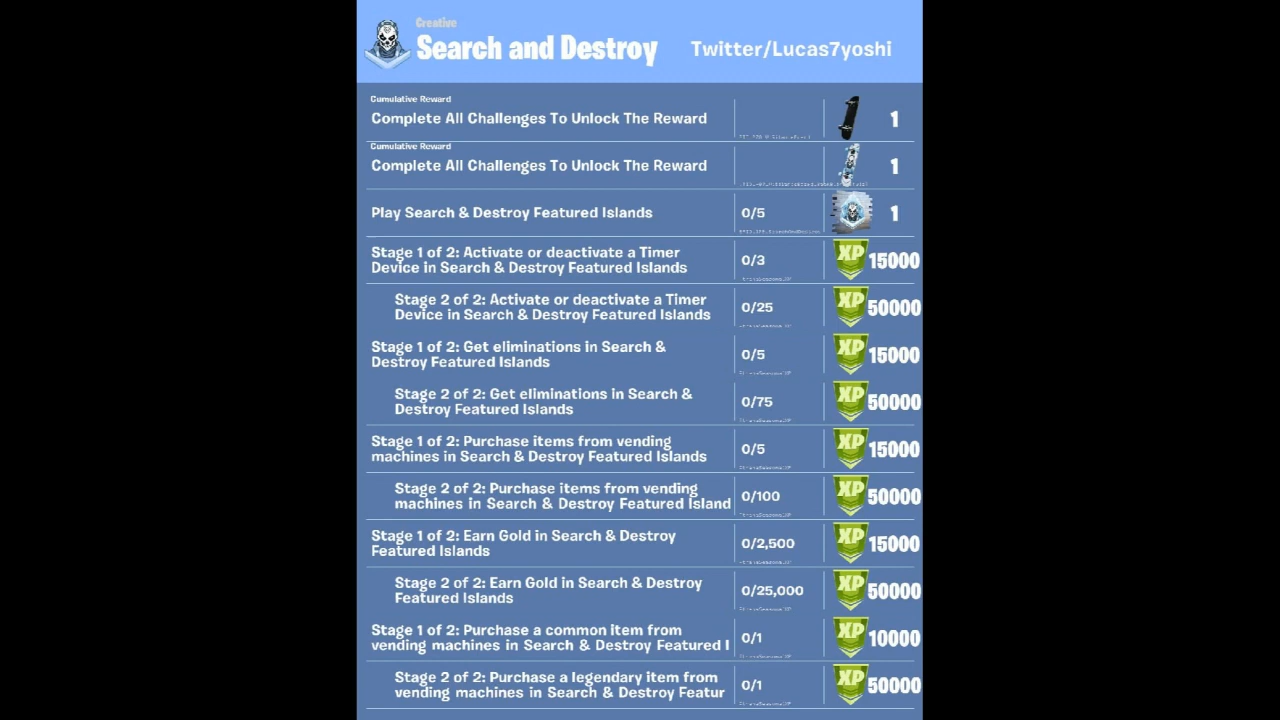 Creative
Search and Destroy
Twitter/Lucas7yoshi
Cumulative Reward
Complete All Challenges To Unlock The Reward
1
Cumulative Reward
Complete All Challenges To Unlock The Reward
1
Play Search & Destroy Featured Islands
0/5
1
Stage 1 of 2: Activate or deactivate a Timer
Device in Search & Destroy Featured Islands
0/3
XP 15000
Stage 2 of 2: Activate or deactivate a Timer
Device in Search & Destroy Featured Islands
0/25
XP 50000
Stage 1 of 2: Get eliminations in Search &
Destroy Featured Islands
0/5
XP 15000
Stage 2 of 2: Get eliminations in Search &
Destroy Featured Islands
0/75
XP 50000
Stage 1 of 2: Purchase items from vending
machines in Search & Destroy Featured Islands
0/5
XP 15000
Stage 2 of 2: Purchase items from vending
machines in Search & Destroy Featured Island
0/100
XP 50000
Stage 1 of 2: Earn Gold in Search & Destroy
Featured Islands
0/2,500
XP 15000
Stage 2 of 2: Earn Gold in Search & Destroy
Featured Islands
0/25,000
XP 50000
Stage 1 of 2: Purchase a common item from
vending machines in Search & Destroy Featured I
0/1
XP 10000
Stage 2 of 2: Purchase a legendary item from
vending machines in Search & Destroy Featur
0/1
XP 50000